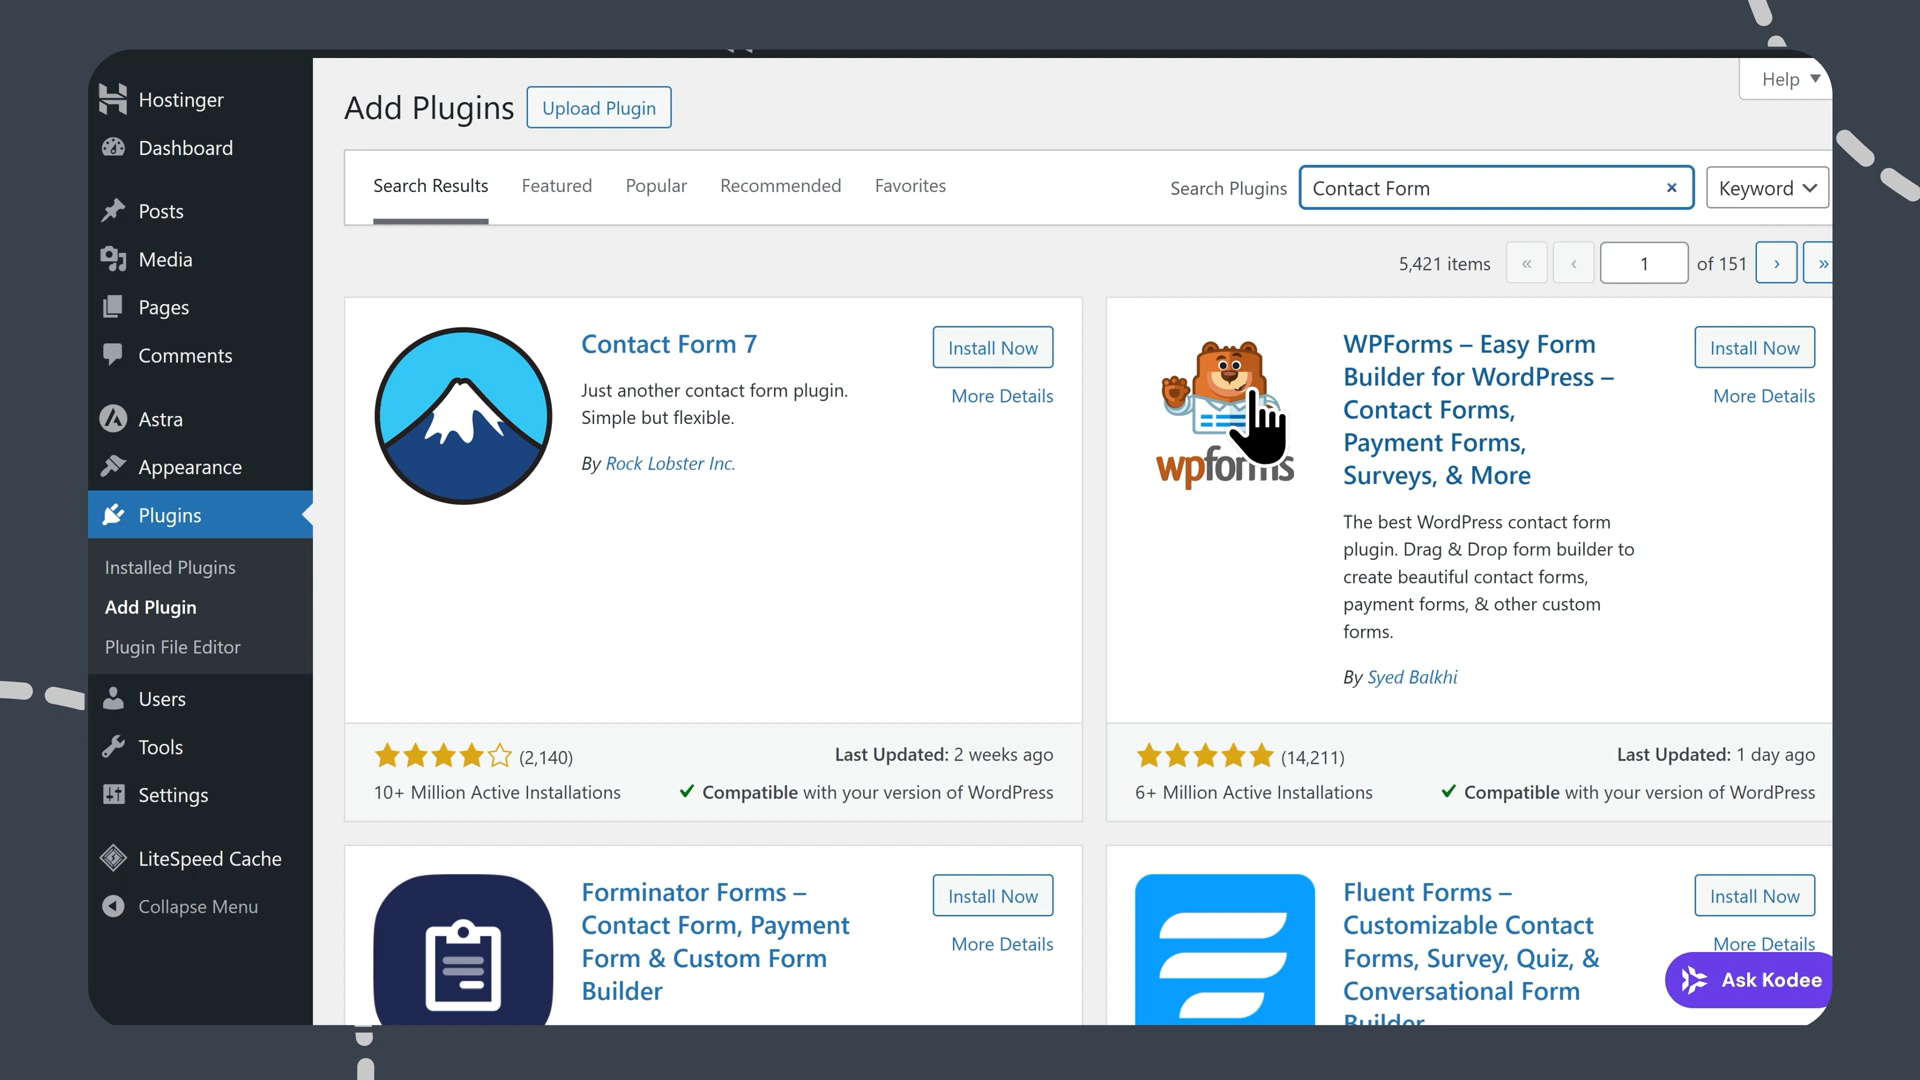 Hostinger
Dashboard
Posts
Media
Pages
Comments
Astra
Appearance
Plugins
Installed Plugins
Add Plugin
Plugin File Editor
Users
Tools
Settings
LiteSpeed Cache
Collapse Menu
Help
Add Plugins
Upload Plugin
Search Results
Featured
Popular
Recommended
Favorites
Search Plugins
Contact Form
Keyword
5,421 items
«
‹
1
of 151
›
»
Contact Form 7
Install Now
More Details
Just another contact form plugin.
Simple but flexible.
By Rock Lobster Inc.
(2,140)
Last Updated: 2 weeks ago
10+ Million Active Installations
Compatible with your version of WordPress
wpforms
WPForms – Easy Form
Builder for WordPress –
Contact Forms,
Payment Forms,
Surveys, & More
Install Now
More Details
The best WordPress contact form
plugin. Drag & Drop form builder to
create beautiful contact forms,
payment forms, & other custom
forms.
By Syed Balkhi
(14,211)
Last Updated: 1 day ago
6+ Million Active Installations
Compatible with your version of WordPress
Forminator Forms –
Contact Form, Payment
Form & Custom Form
Builder
Install Now
More Details
Fluent Forms –
Customizable Contact
Forms, Survey, Quiz, &
Conversational Form
Builder
Install Now
More Details
Ask Kodee